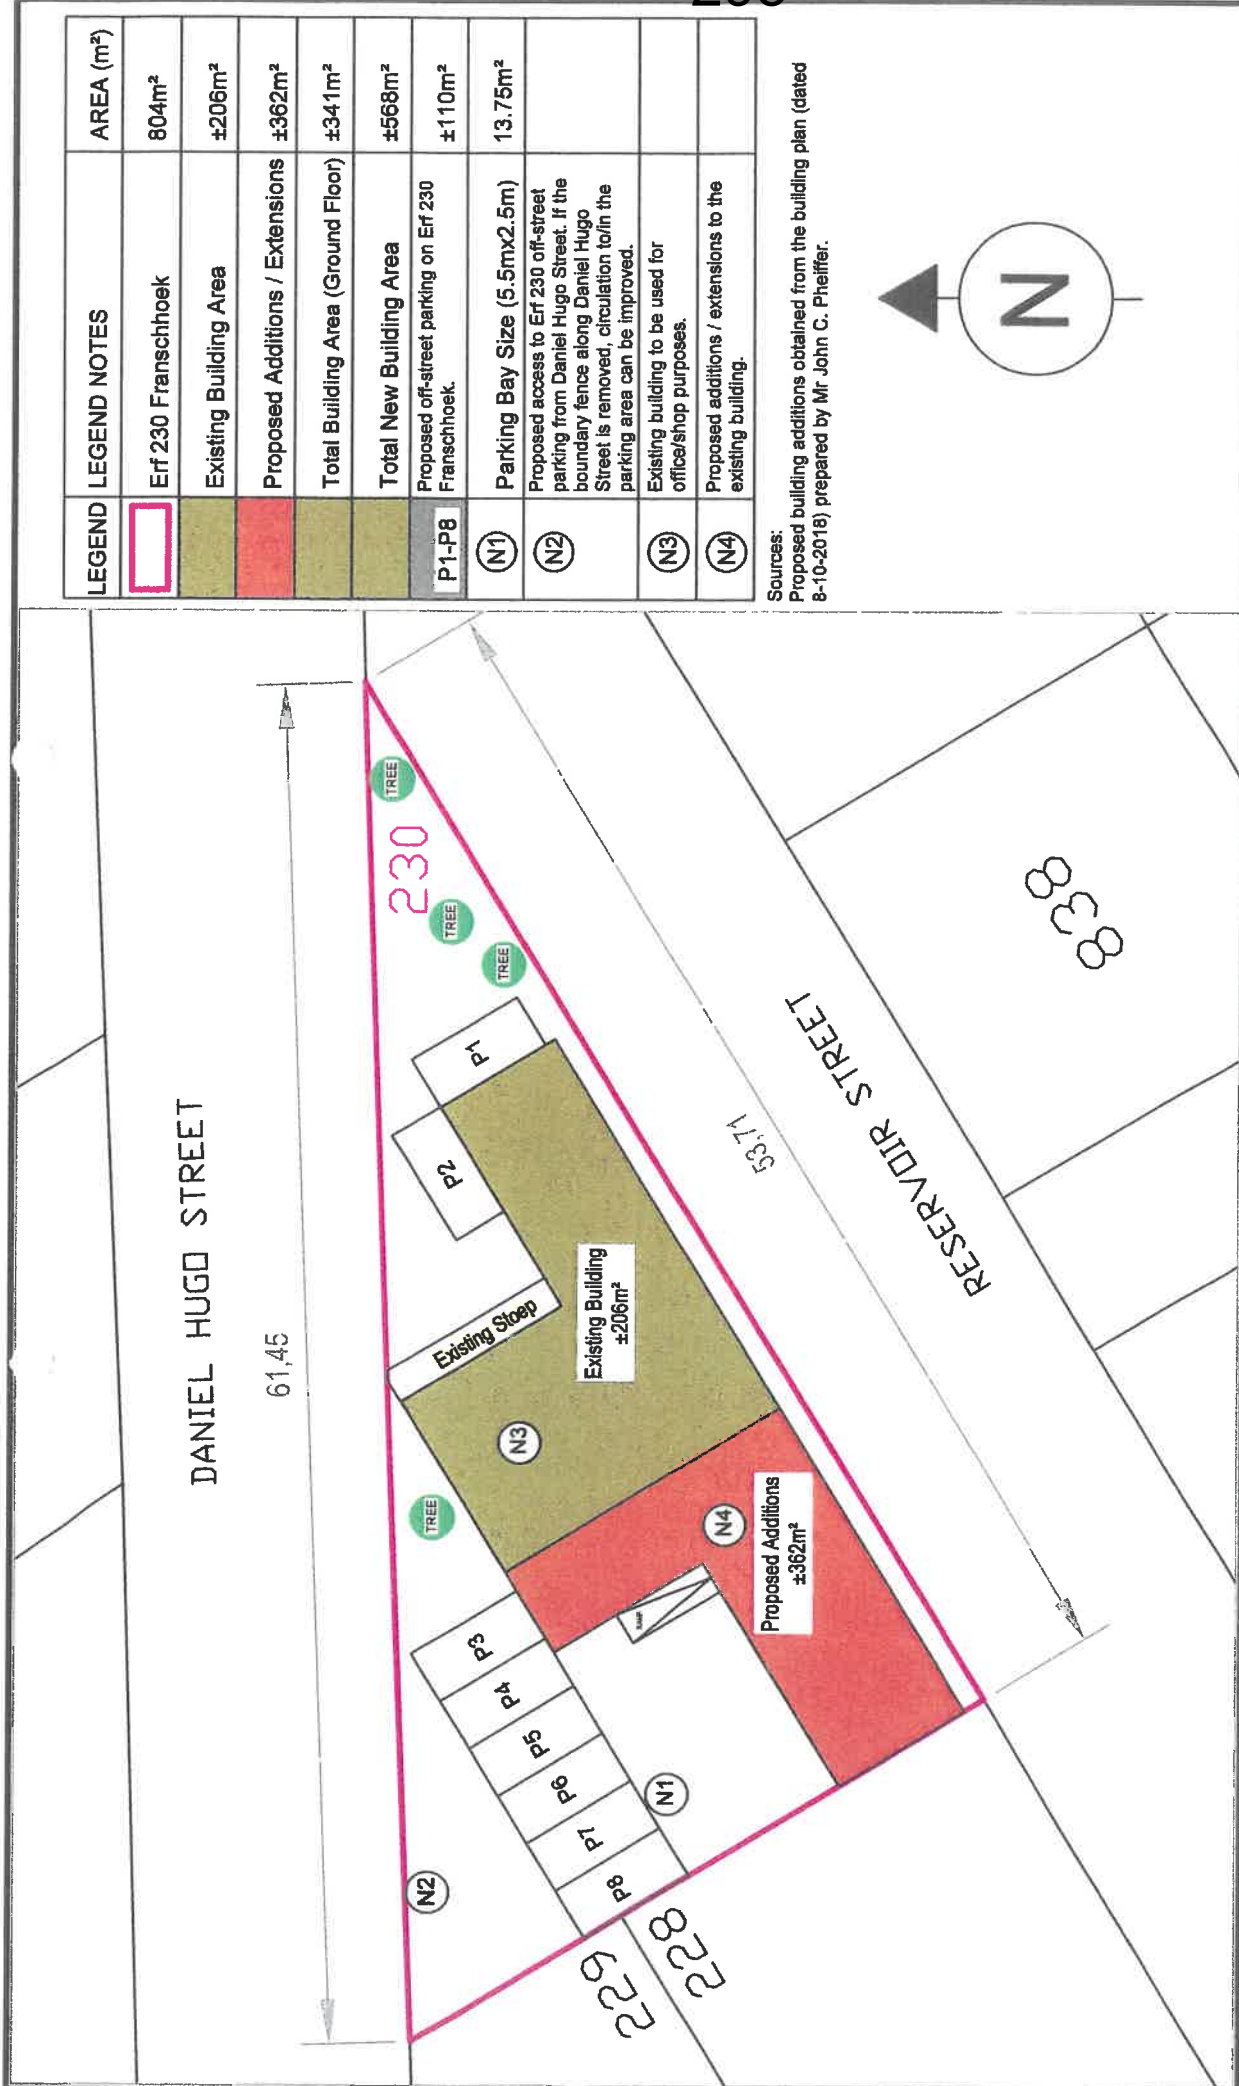 LEGEND LEGEND NOTES AREA (m²)
Erf 230 Franschhoek 804m²
Existing Building Area ±206m²
Proposed Additions / Extensions ±362m²
Total Building Area (Ground Floor) ±341m²
Total New Building Area ±568m²
P1-P8 Proposed off-street parking on Erf 230 ±110m²
Franschhoek.
N1 Parking Bay Size (5.5mx2.5m) 13.75m²
N2 Proposed access to Erf 230 off-street
parking from Daniel Hugo Street. If the
boundary fence along Daniel Hugo
Street is removed, circulation to/in the
parking area can be improved.
N3 Existing building to be used for
office/shop purposes.
N4 Proposed additions / extensions to the
existing building.
Sources:
Proposed building additions obtained from the building plan (dated
8-10-2018) prepared by Mr John C. Pheiffer.
N
DANIEL HUGO STREET
61,45
TREE
230
TREE
TREE
P1
P2
Existing Stoep
Existing Building
±206m²
N3
TREE
N4
Proposed Additions
±362m²
P3
P4
P5
P6
P7
P8
N1
N2
229
228
53,71
RESERVOIR STREET
838